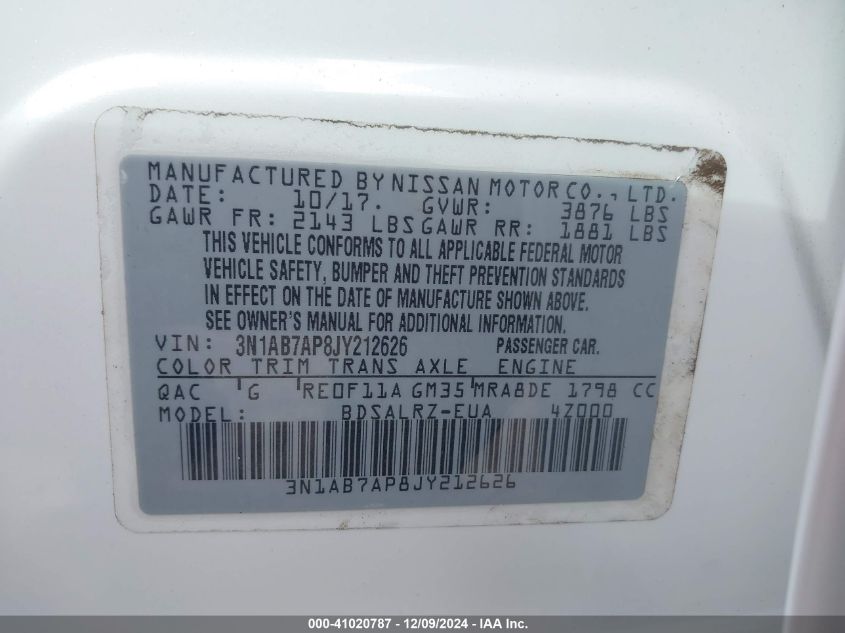 MANUFACTURED BY NISSAN MOTOR CO., LTD.
DATE: 10/17. GVWR: 3876 LBS
GAWR FR: 2143 LBS GAWR RR: 1881 LBS
THIS VEHICLE CONFORMS TO ALL APPLICABLE FEDERAL MOTOR
VEHICLE SAFETY, BUMPER AND THEFT PREVENTION STANDARDS
IN EFFECT ON THE DATE OF MANUFACTURE SHOWN ABOVE.
SEE OWNER'S MANUAL FOR ADDITIONAL INFORMATION.
VIN: 3N1AB7AP8JY212626 PASSENGER CAR.
COLOR TRIM TRANS AXLE ENGINE
QAC G RE0F11A GM35 MRA8DE 1798 CC
MODEL: BDSALRZ-EUA 4Z000
3N1AB7AP8JY212626
000-41020787 - 12/09/2024 - IAA Inc.